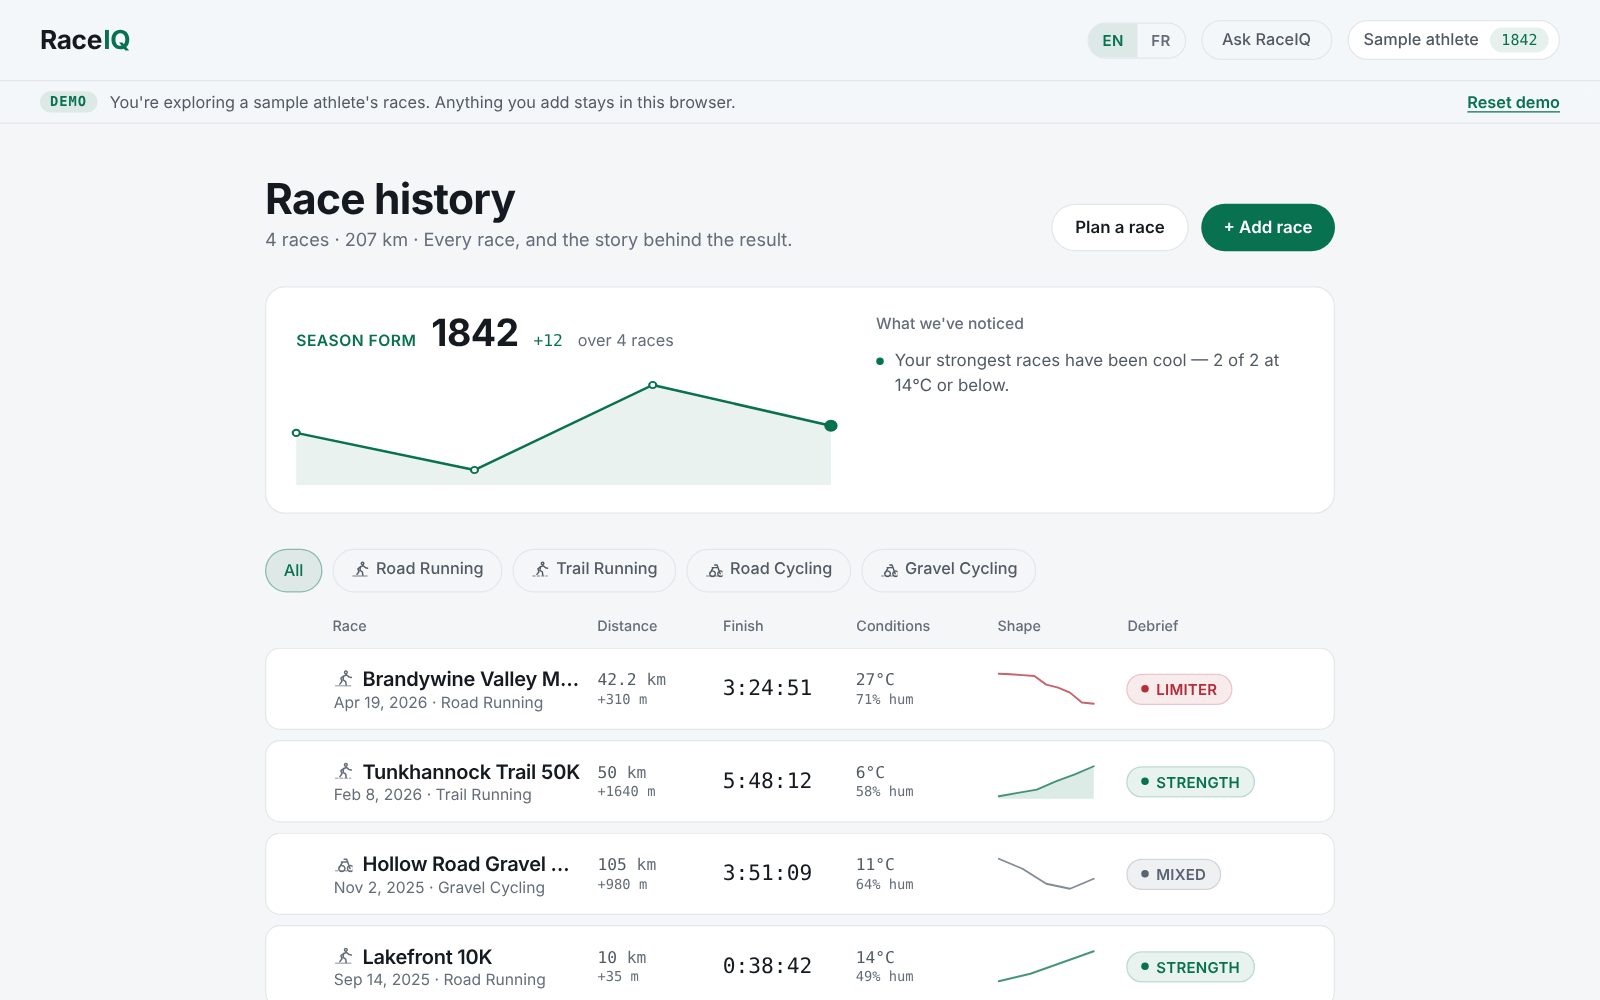 RaceIQ
EN FR Ask RaceIQ Sample athlete 1842
DEMO You're exploring a sample athlete's races. Anything you add stays in this browser. Reset demo
Race history
4 races · 207 km · Every race, and the story behind the result.
Plan a race + Add race
SEASON FORM 1842 +12 over 4 races
What we've noticed
Your strongest races have been cool — 2 of 2 at
14°C or below.
All Road Running Trail Running Road Cycling Gravel Cycling
Race Distance Finish Conditions Shape Debrief
Brandywine Valley M... 42.2 km 3:24:51 27°C LIMITER
Apr 19, 2026 · Road Running +310 m 71% hum
Tunkhannock Trail 50K 50 km 5:48:12 6°C STRENGTH
Feb 8, 2026 · Trail Running +1640 m 58% hum
Hollow Road Gravel ... 105 km 3:51:09 11°C MIXED
Nov 2, 2025 · Gravel Cycling +980 m 64% hum
Lakefront 10K 10 km 0:38:42 14°C STRENGTH
Sep 14, 2025 · Road Running +35 m 49% hum